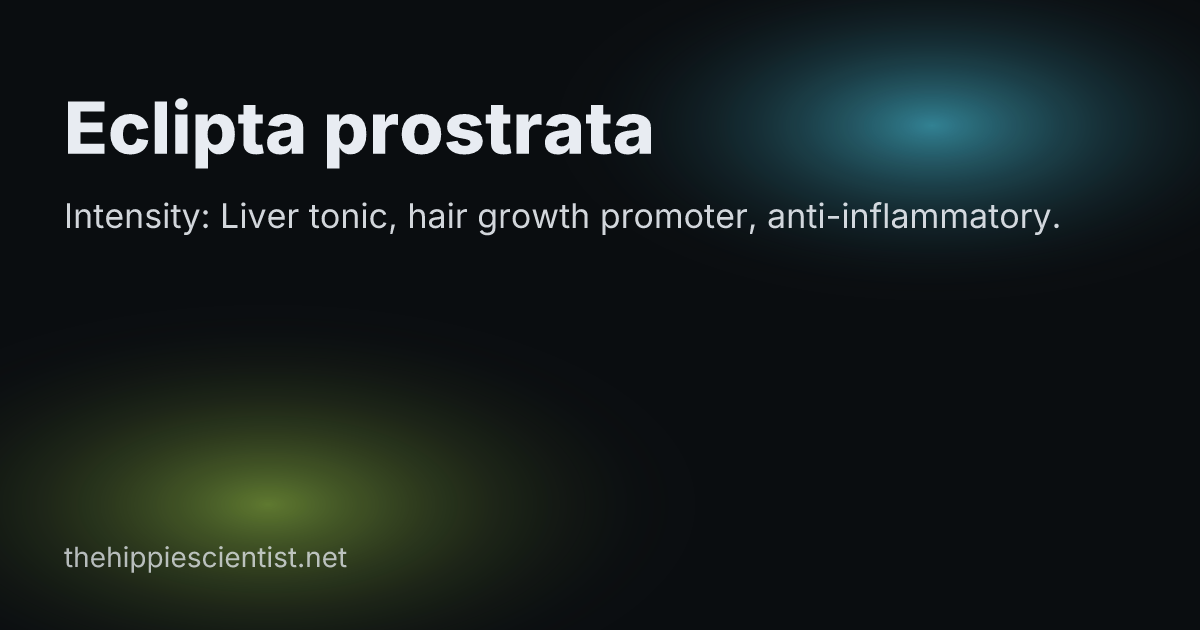 Eclipta prostrata
Intensity: Liver tonic, hair growth promoter, anti-inflammatory.
thehippiescientist.net